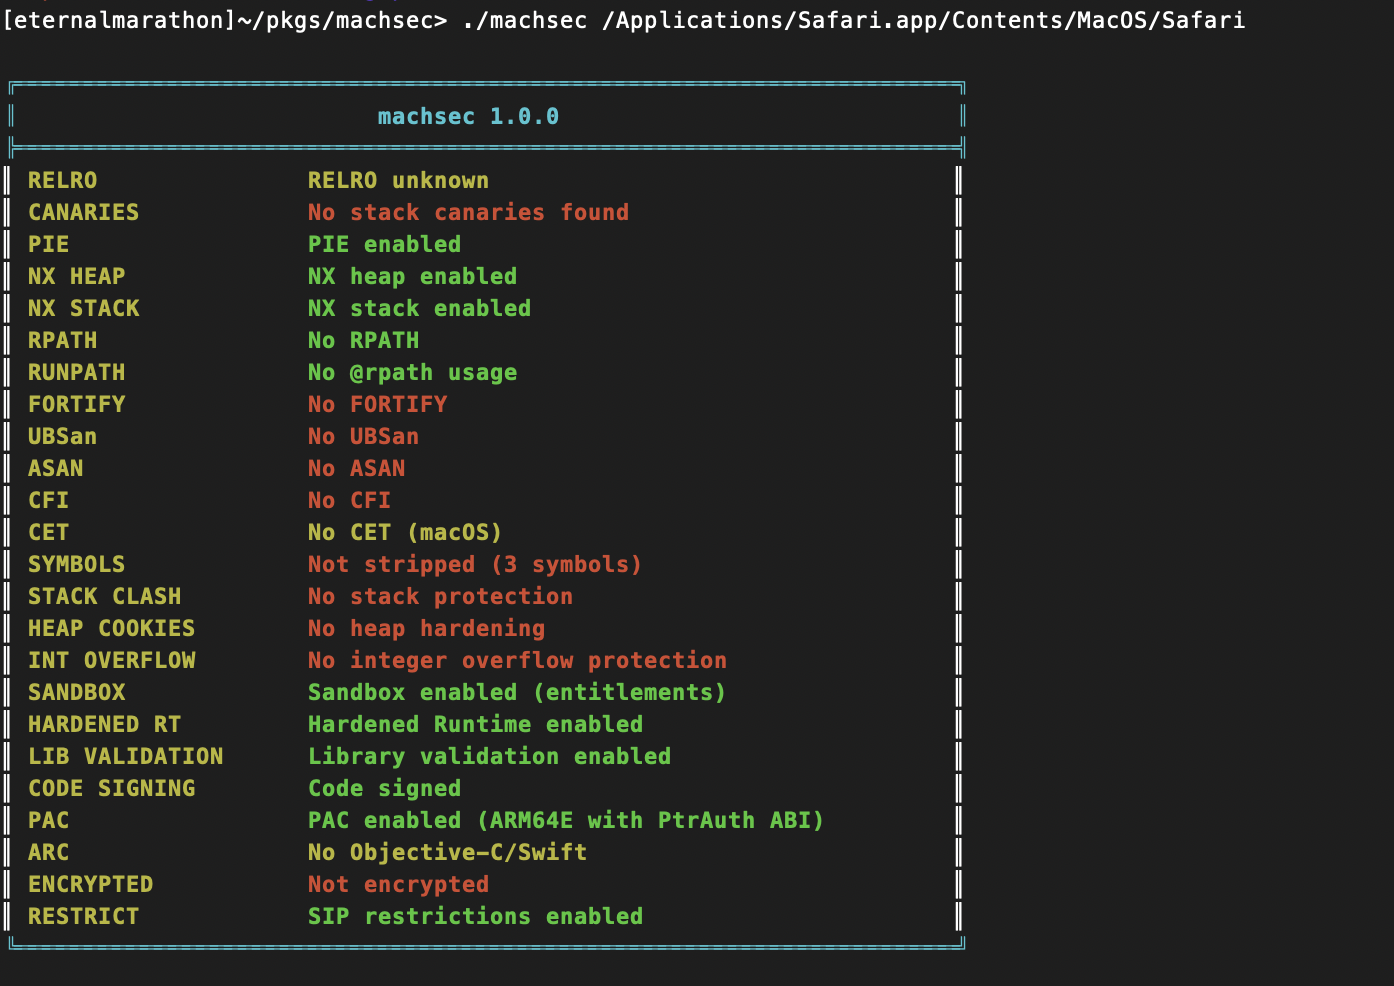 [eternalmarathon]~/pkgs/machsec> ./machsec /Applications/Safari.app/Contents/MacOS/Safari
machsec 1.0.0
RELRO RELRO unknown
CANARIES No stack canaries found
PIE PIE enabled
NX HEAP NX heap enabled
NX STACK NX stack enabled
RPATH No RPATH
RUNPATH No @rpath usage
FORTIFY No FORTIFY
UBSan No UBSan
ASAN No ASAN
CFI No CFI
CET No CET (macOS)
SYMBOLS Not stripped (3 symbols)
STACK CLASH No stack protection
HEAP COOKIES No heap hardening
INT OVERFLOW No integer overflow protection
SANDBOX Sandbox enabled (entitlements)
HARDENED RT Hardened Runtime enabled
LIB VALIDATION Library validation enabled
CODE SIGNING Code signed
PAC PAC enabled (ARM64E with PtrAuth ABI)
ARC No Objective-C/Swift
ENCRYPTED Not encrypted
RESTRICT SIP restrictions enabled